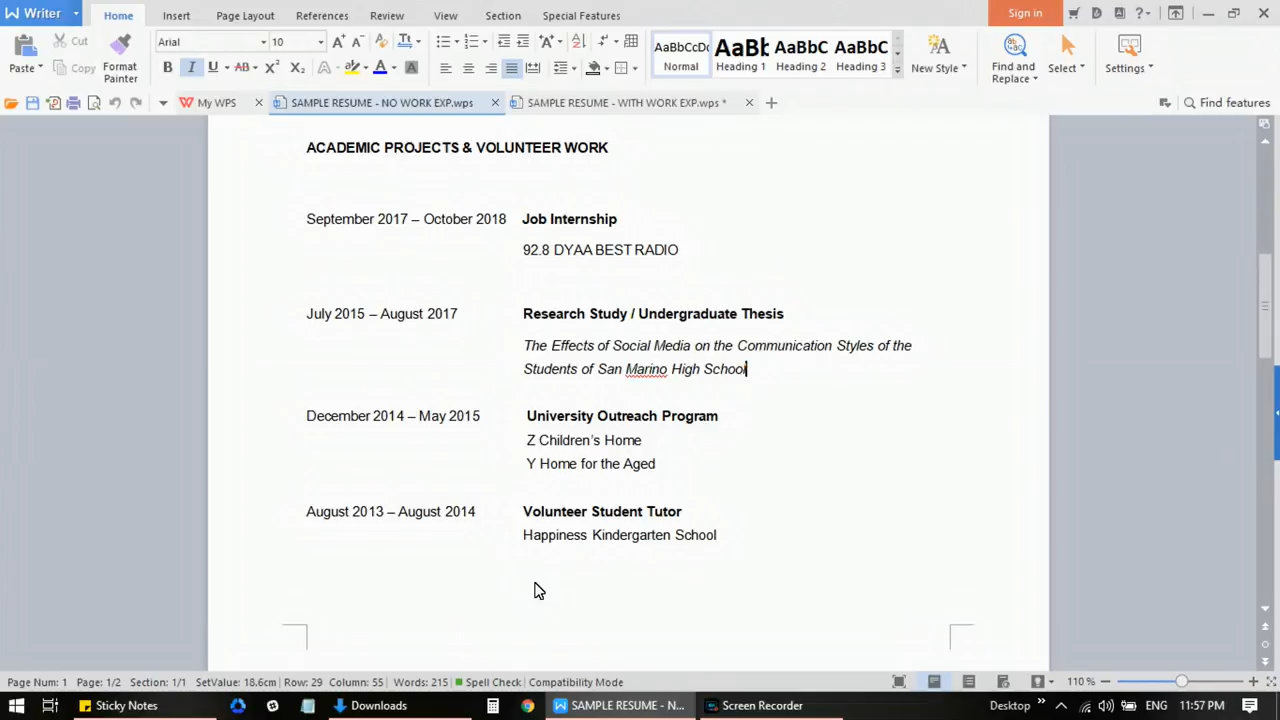 Writer Home Insert Page Layout References Review View Section Special Features Sign in
Paste Cut Copy Format Painter Arial 10 AaBbCcDc Normal AaBb Heading 1 AaBbC Heading 2 AaBbC Heading 3 New Style Find and Replace Select Settings
My WPS SAMPLE RESUME - NO WORK EXP.wps SAMPLE RESUME - WITH WORK EXP.wps * Find features
ACADEMIC PROJECTS & VOLUNTEER WORK
September 2017 – October 2018 Job Internship
92.8 DYAA BEST RADIO
July 2015 – August 2017 Research Study / Undergraduate Thesis
The Effects of Social Media on the Communication Styles of the
Students of San Marino High School
December 2014 – May 2015 University Outreach Program
Z Children's Home
Y Home for the Aged
August 2013 – August 2014 Volunteer Student Tutor
Happiness Kindergarten School
Page Num: 1 Page: 1/2 Section: 1/1 SetValue: 18.6cm Row: 29 Column: 55 Words: 215 Spell Check Compatibility Mode 110 %
Sticky Notes Downloads SAMPLE RESUME - N... Screen Recorder Desktop 11:57 PM